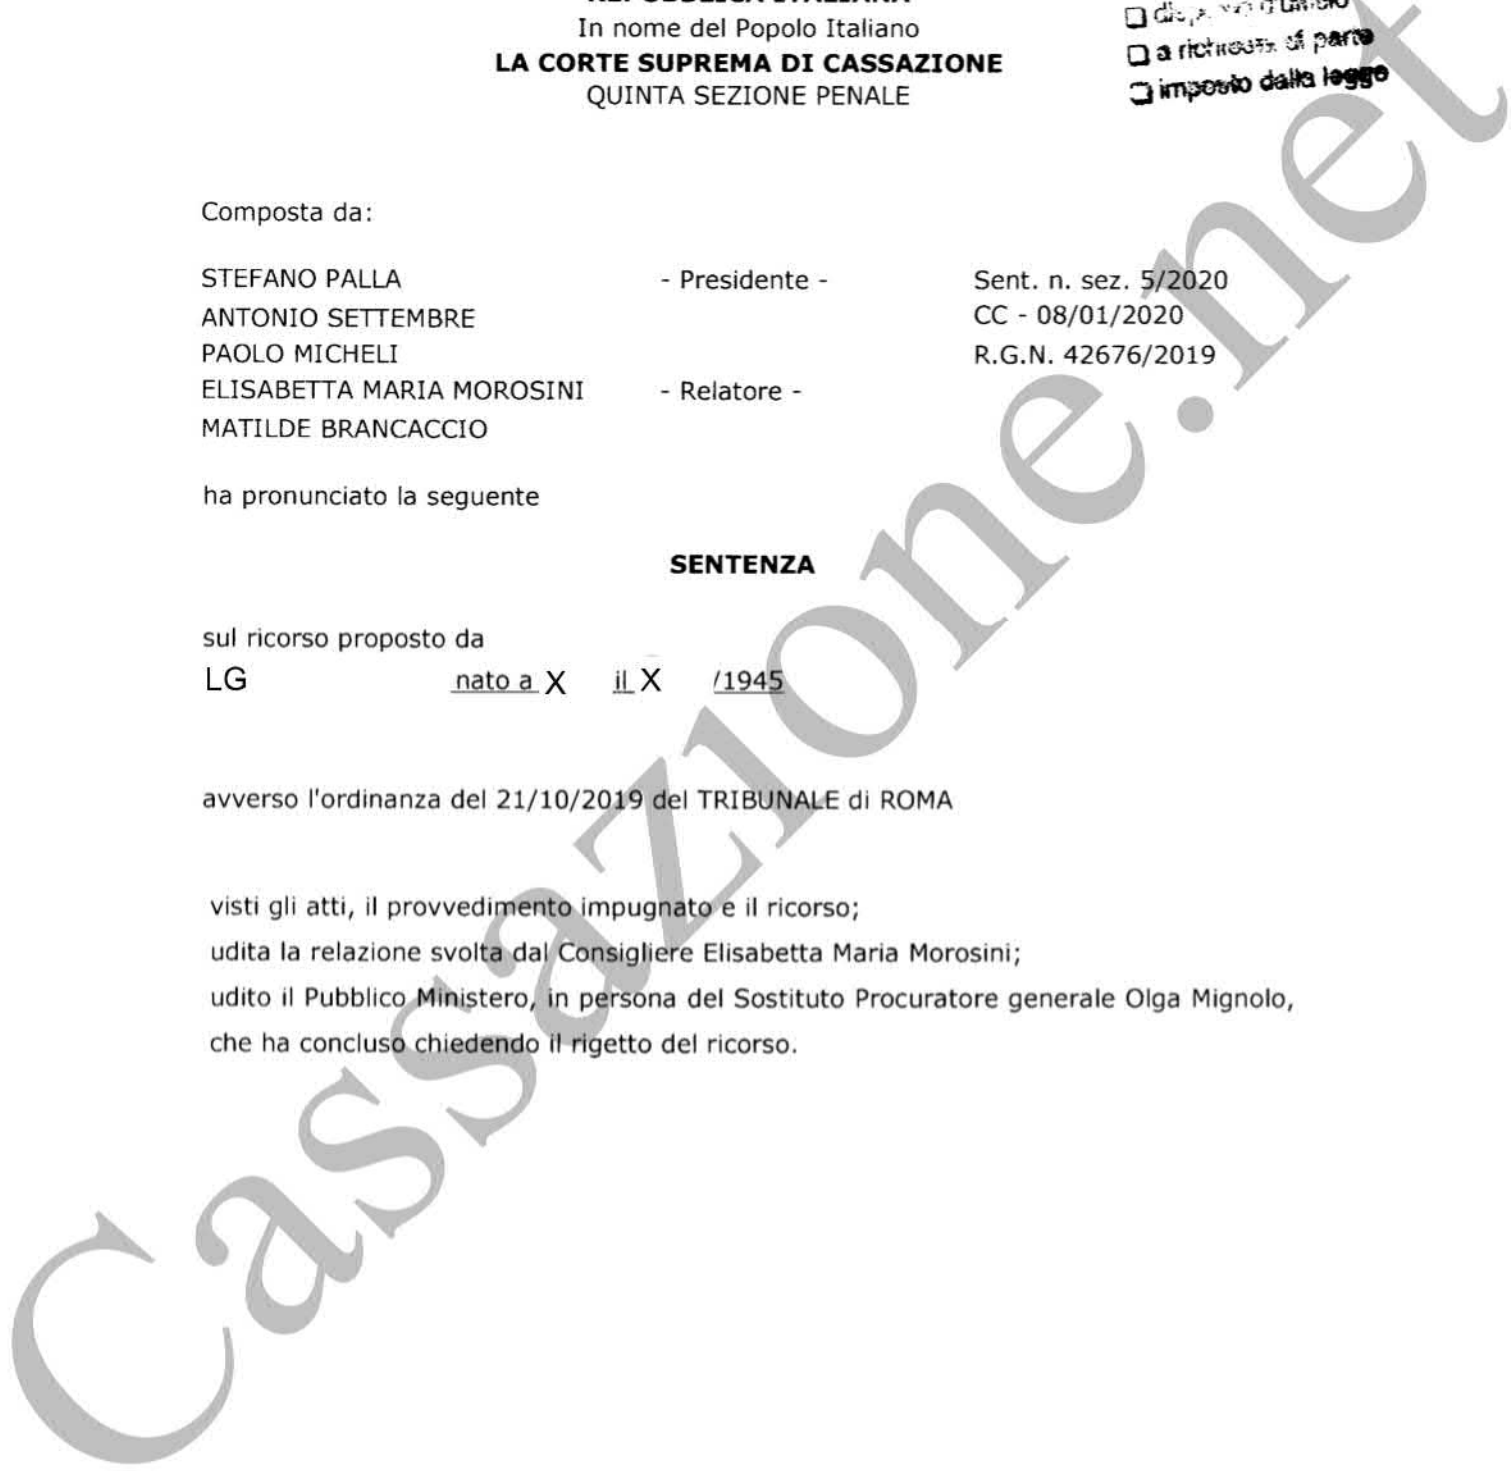 REPUBBLICA ITALIANA
In nome del Popolo Italiano
LA CORTE SUPREMA DI CASSAZIONE
QUINTA SEZIONE PENALE
❑ d'ufficio
❑ a richiesta di parte
❑ imposto dalla legge
Composta da:
STEFANO PALLA - Presidente - Sent. n. sez. 5/2020
ANTONIO SETTEMBRE CC - 08/01/2020
PAOLO MICHELI R.G.N. 42676/2019
ELISABETTA MARIA MOROSINI - Relatore -
MATILDE BRANCACCIO
ha pronunciato la seguente
SENTENZA
sul ricorso proposto da
LG nato a X il X /1945
avverso l'ordinanza del 21/10/2019 del TRIBUNALE di ROMA
visti gli atti, il provvedimento impugnato e il ricorso;
udita la relazione svolta dal Consigliere Elisabetta Maria Morosini;
udito il Pubblico Ministero, in persona del Sostituto Procuratore generale Olga Mignolo,
che ha concluso chiedendo il rigetto del ricorso.
Cassazione.net